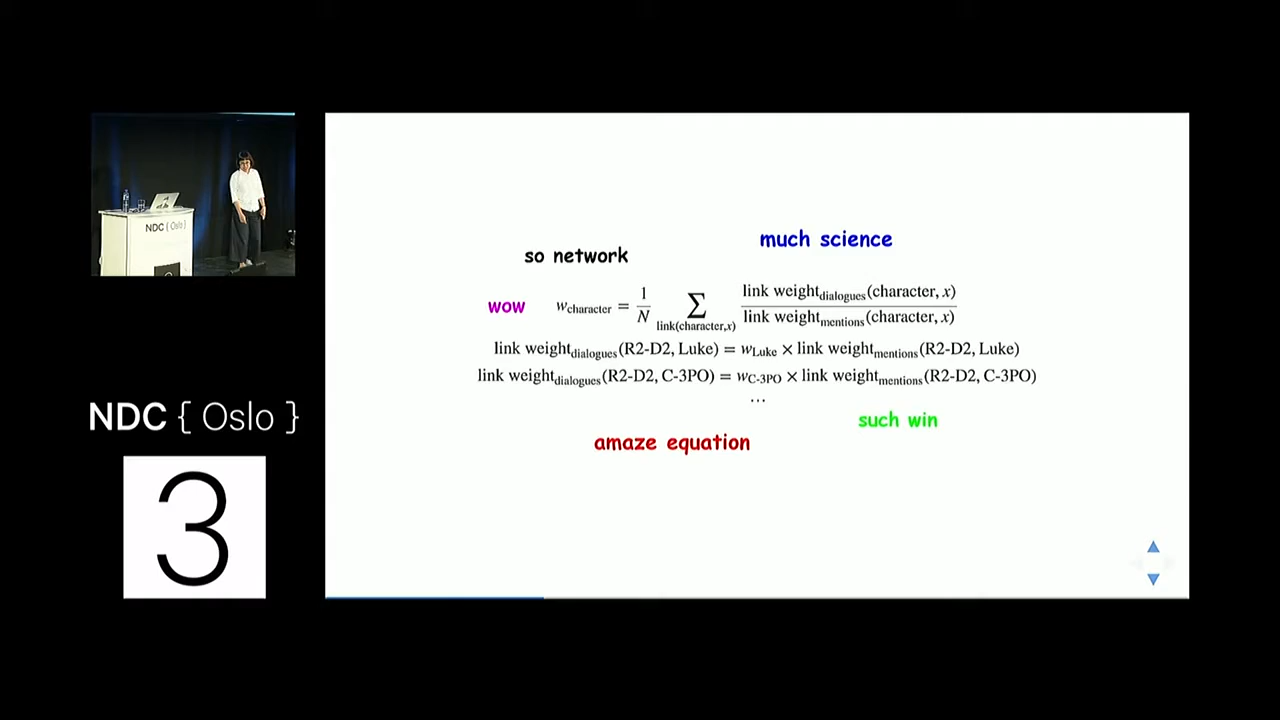 NDC { Oslo }
much science
so network
wow
w_character = 1/N ∑_link(character,x) link weight_dialogues(character, x) / link weight_mentions(character, x)
link weight_dialogues(R2-D2, Luke) = w_Luke × link weight_mentions(R2-D2, Luke)
link weight_dialogues(R2-D2, C-3PO) = w_C-3PO × link weight_mentions(R2-D2, C-3PO)
...
such win
amaze equation
NDC { Oslo }
3